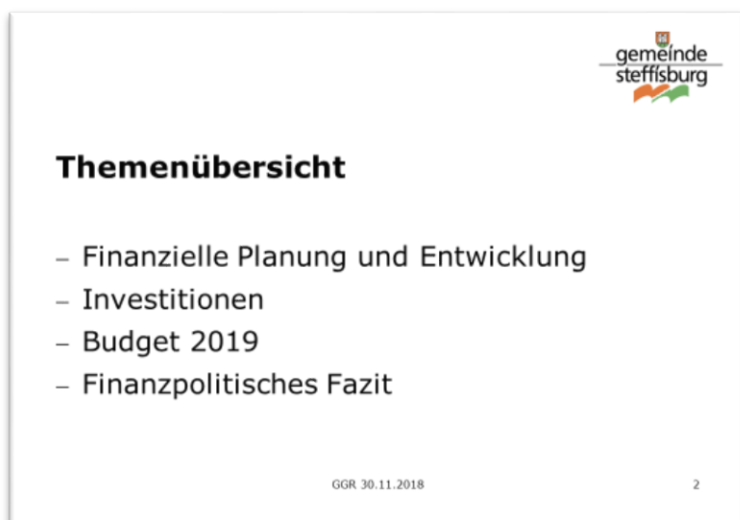 gemeinde
steffisburg
Themenübersicht
– Finanzielle Planung und Entwicklung
– Investitionen
– Budget 2019
– Finanzpolitisches Fazit
GGR 30.11.2018 2